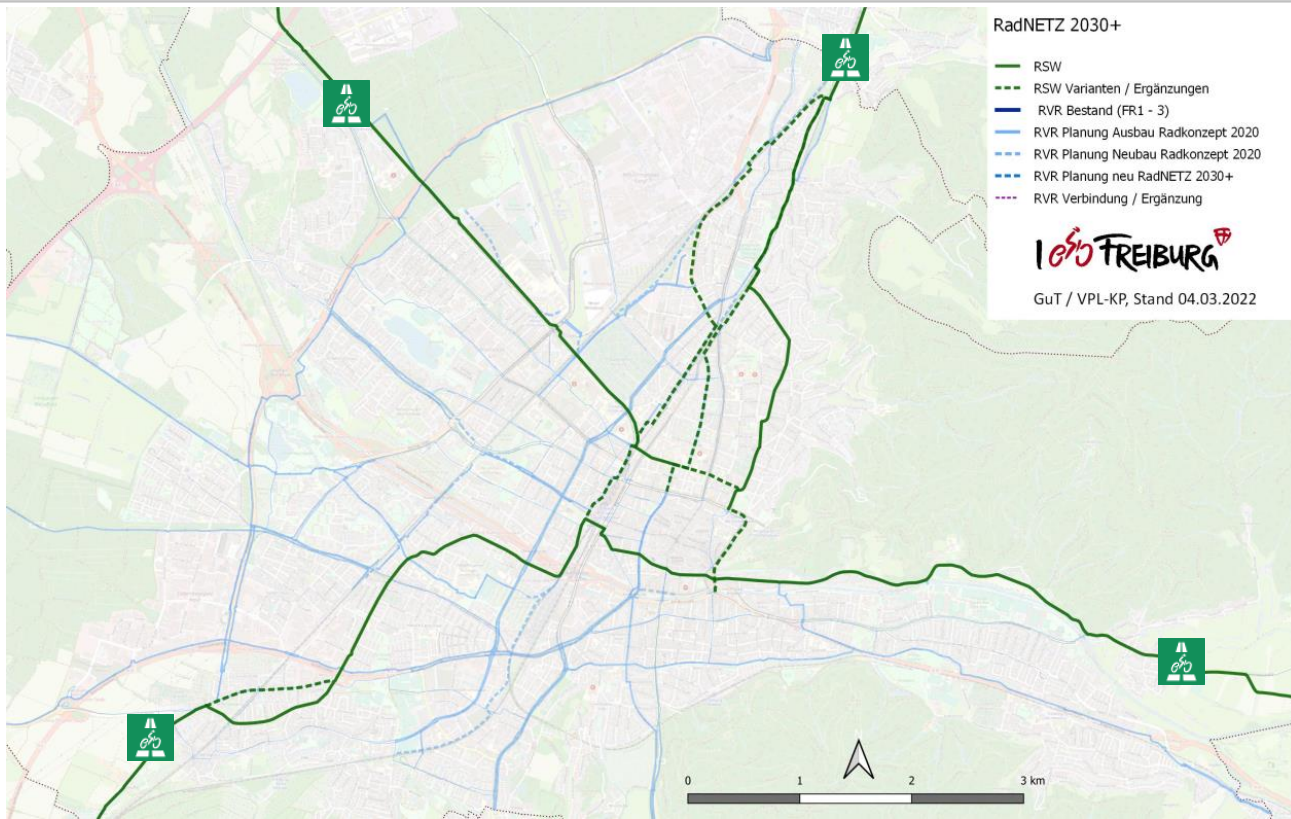 RadNETZ 2030+
RSW
RSW Varianten / Ergänzungen
RVR Bestand (FR1 - 3)
RVR Planung Ausbau Radkonzept 2020
RVR Planung Neubau Radkonzept 2020
RVR Planung neu RadNETZ 2030+
RVR Verbindung / Ergänzung
I FREIBURG
GuT / VPL-KP, Stand 04.03.2022
0 1 2 3 km